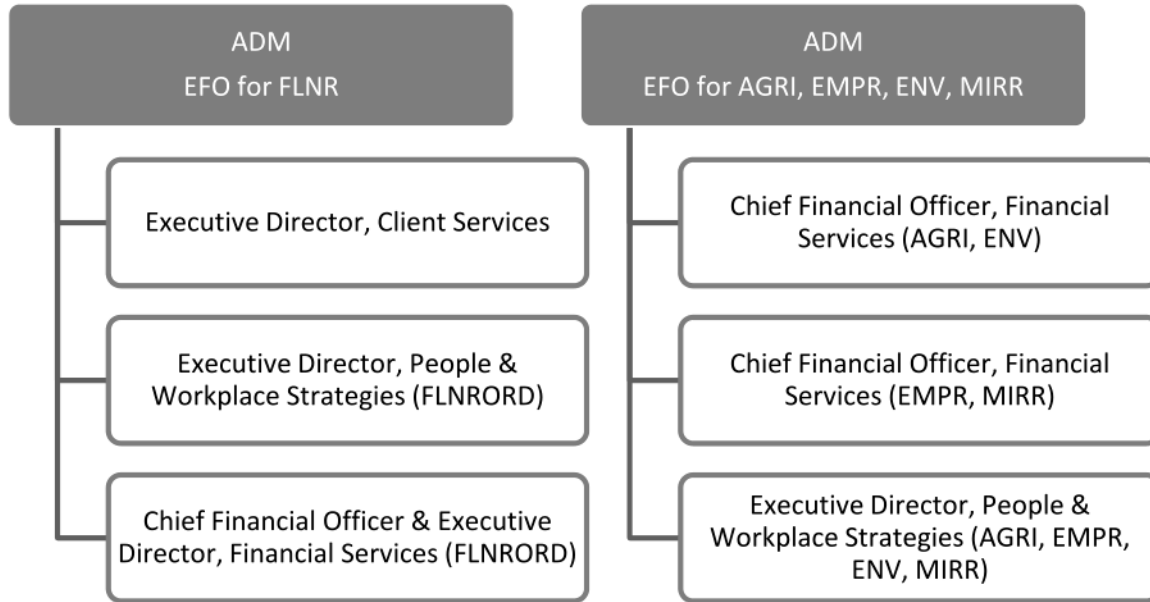 ADM
EFO for FLNR
Executive Director, Client Services
Executive Director, People &
Workplace Strategies (FLNRORD)
Chief Financial Officer & Executive
Director, Financial Services (FLNRORD)
ADM
EFO for AGRI, EMPR, ENV, MIRR
Chief Financial Officer, Financial
Services (AGRI, ENV)
Chief Financial Officer, Financial
Services (EMPR, MIRR)
Executive Director, People &
Workplace Strategies (AGRI, EMPR,
ENV, MIRR)